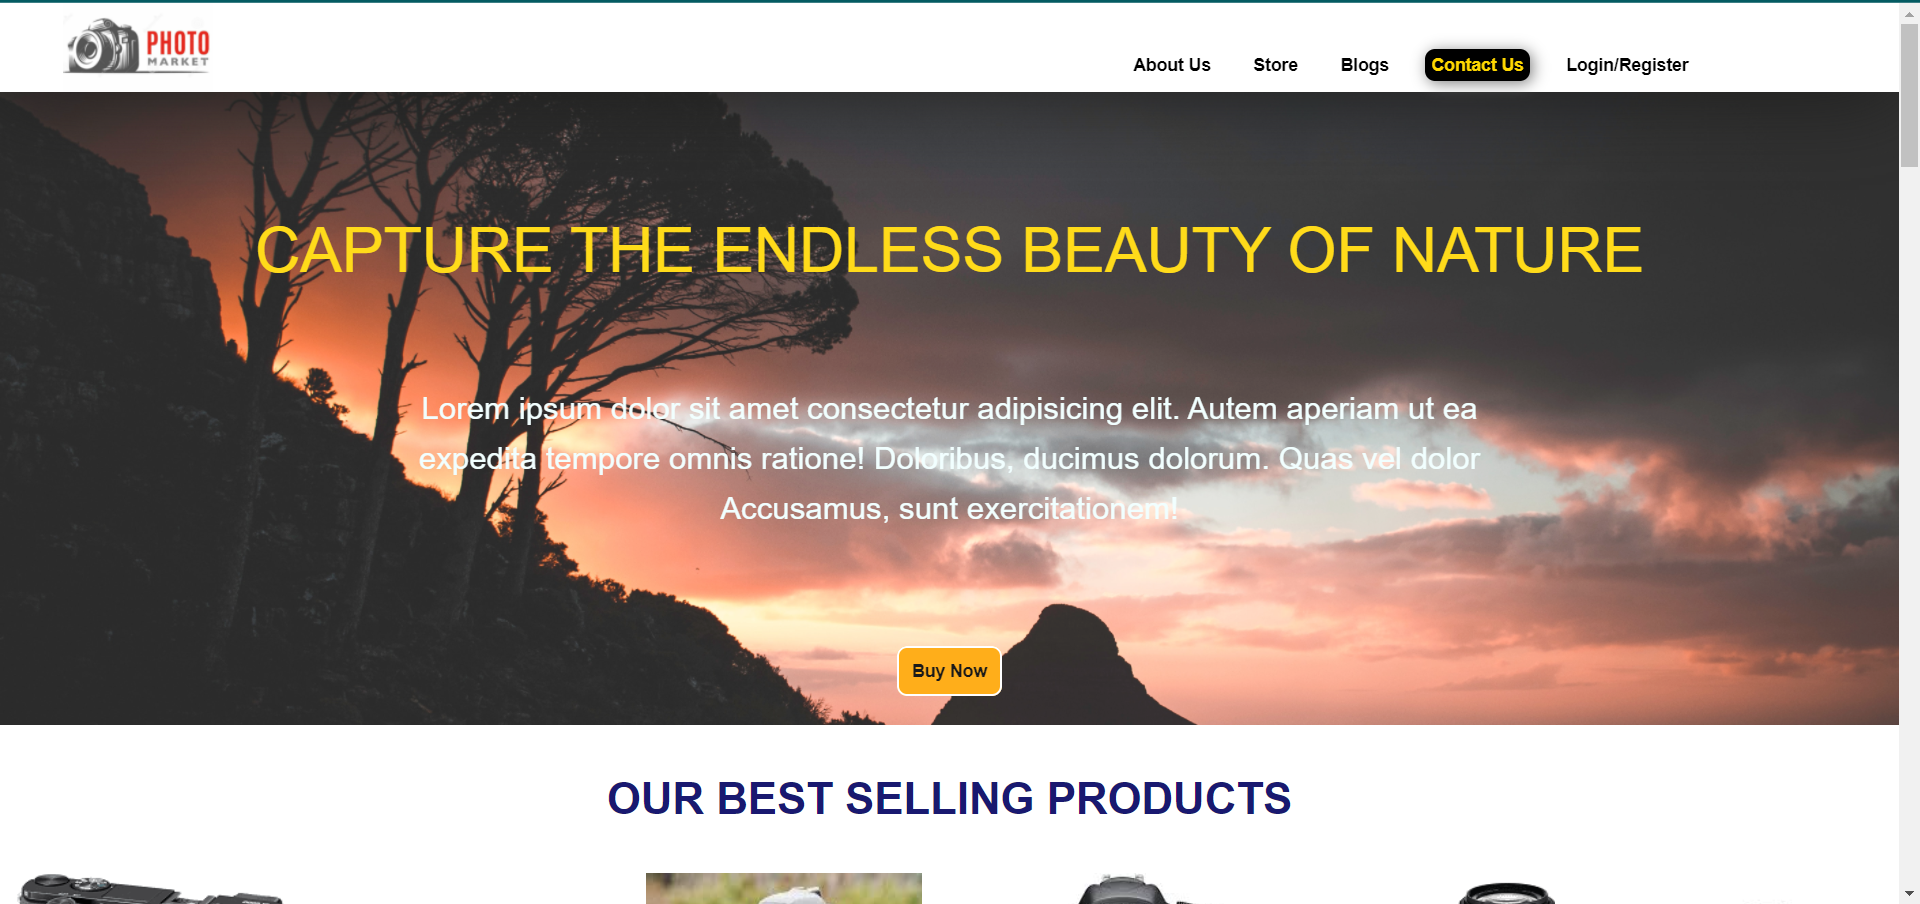 PHOTO
MARKET
About Us Store Blogs Contact Us Login/Register
CAPTURE THE ENDLESS BEAUTY OF NATURE
Lorem ipsum dolor sit amet consectetur adipisicing elit. Autem aperiam ut ea
expedita tempore omnis ratione! Doloribus, ducimus dolorum. Quas vel dolor
Accusamus, sunt exercitationem!
Buy Now
OUR BEST SELLING PRODUCTS